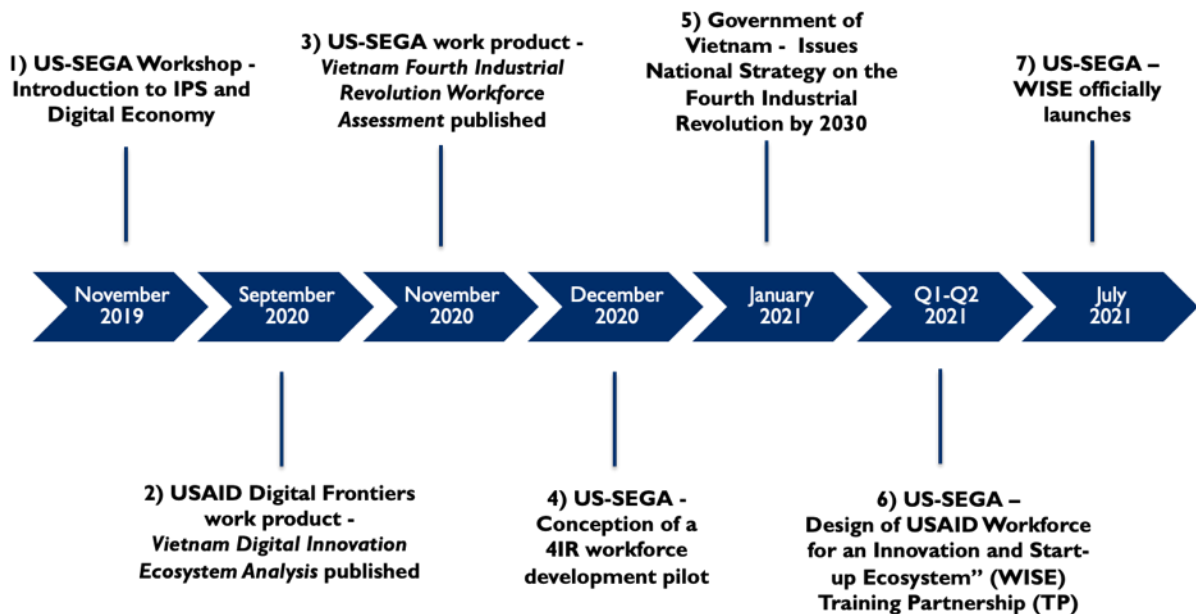 1) US-SEGA Workshop -
Introduction to IPS and
Digital Economy
3) US-SEGA work product -
Vietnam Fourth Industrial
Revolution Workforce
Assessment published
5) Government of
Vietnam - Issues
National Strategy on the
Fourth Industrial
Revolution by 2030
7) US-SEGA –
WISE officially
launches
November
2019
September
2020
November
2020
December
2020
January
2021
Q1-Q2
2021
July
2021
2) USAID Digital Frontiers
work product -
Vietnam Digital Innovation
Ecosystem Analysis published
4) US-SEGA -
Conception of a
4IR workforce
development pilot
6) US-SEGA –
Design of USAID Workforce
for an Innovation and Start-
up Ecosystem” (WISE)
Training Partnership (TP)